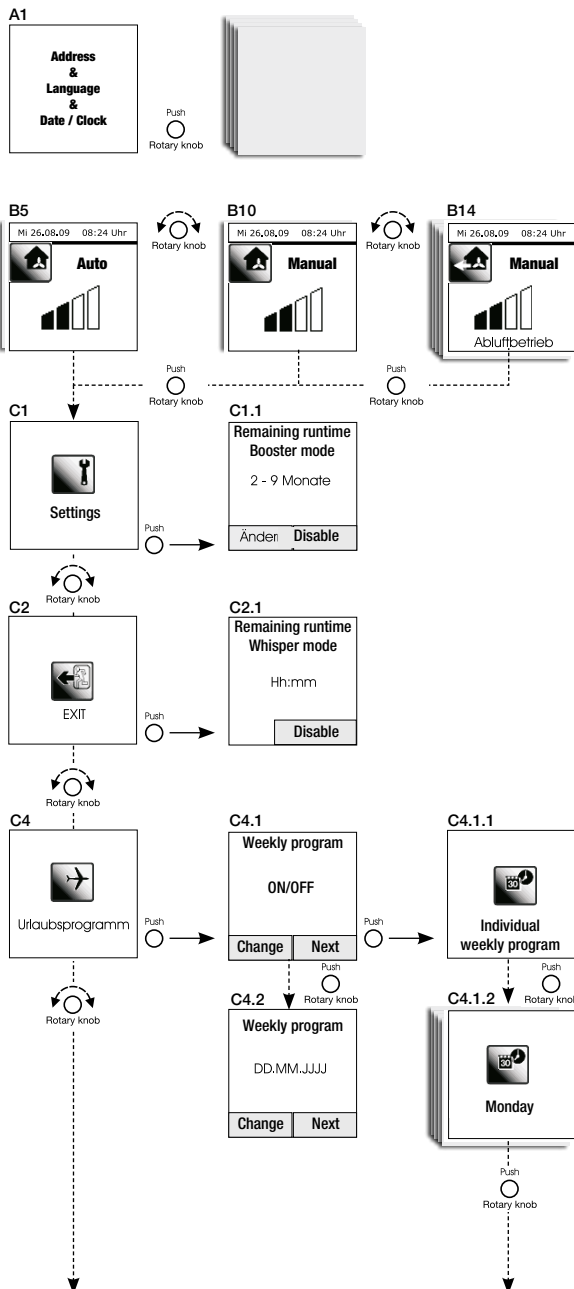 A1
Address
&
Language
&
Date / Clock
Push
Rotary knob
B5
Mi 26.08.09 08:24 Uhr
Auto
Rotary knob
B10
Mi 26.08.09 08:24 Uhr
Manual
Rotary knob
B14
Mi 26.08.09 08:24 Uhr
Manual
Abluftbetrieb
Push
Rotary knob
Push
Rotary knob
C1
Settings
Push
C1.1
Remaining runtime
Booster mode
2 - 9 Monate
Änder Disable
Rotary knob
C2
EXIT
Push
C2.1
Remaining runtime
Whisper mode
Hh:mm
Disable
Rotary knob
C4
Urlaubsprogramm
Push
C4.1
Weekly program
ON/OFF
Change Next
Push
C4.1.1
30
Individual
weekly program
Rotary knob
Push
Rotary knob
Push
Rotary knob
C4.2
Weekly program
DD.MM.JJJJ
Change Next
C4.1.2
30
Monday
Push
Rotary knob